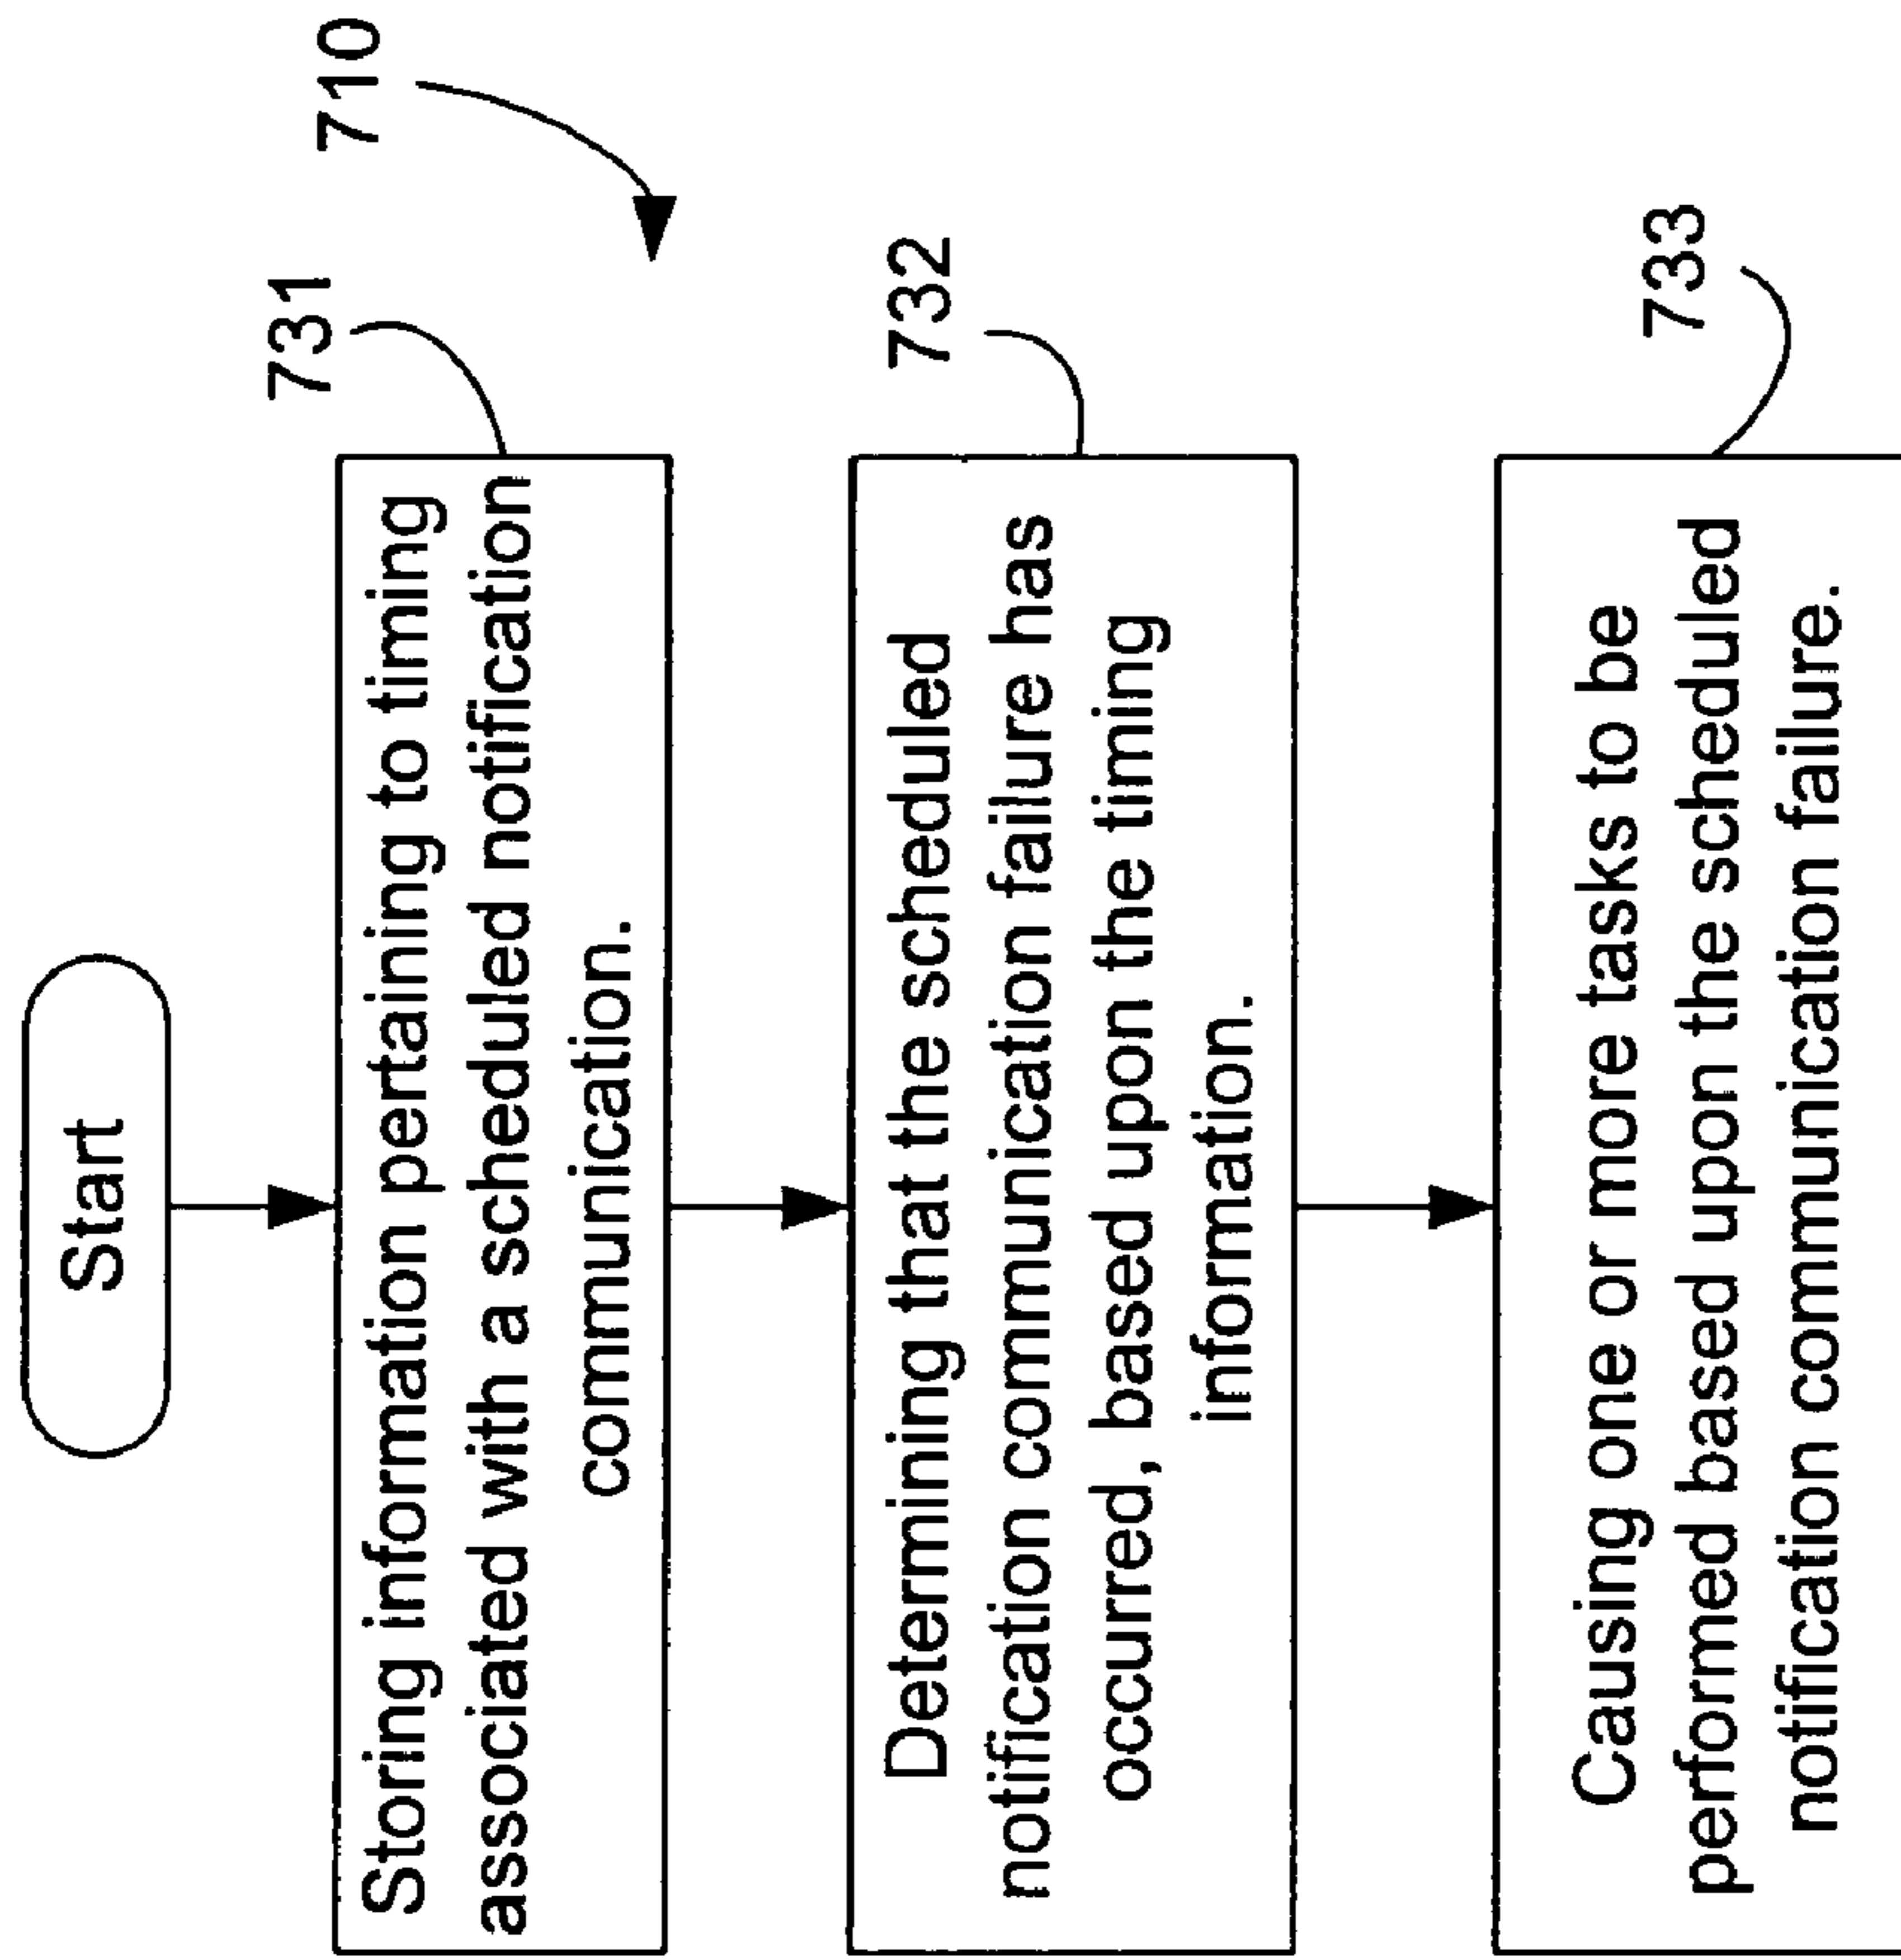 Start
710
731
Storing information pertaining to timing
associated with a scheduled notification
communication.
732
Determining that the scheduled
notification communication failure has
occurred, based upon the timing
information.
733
Causing one or more tasks to be
performed based upon the scheduled
notification communication failure.